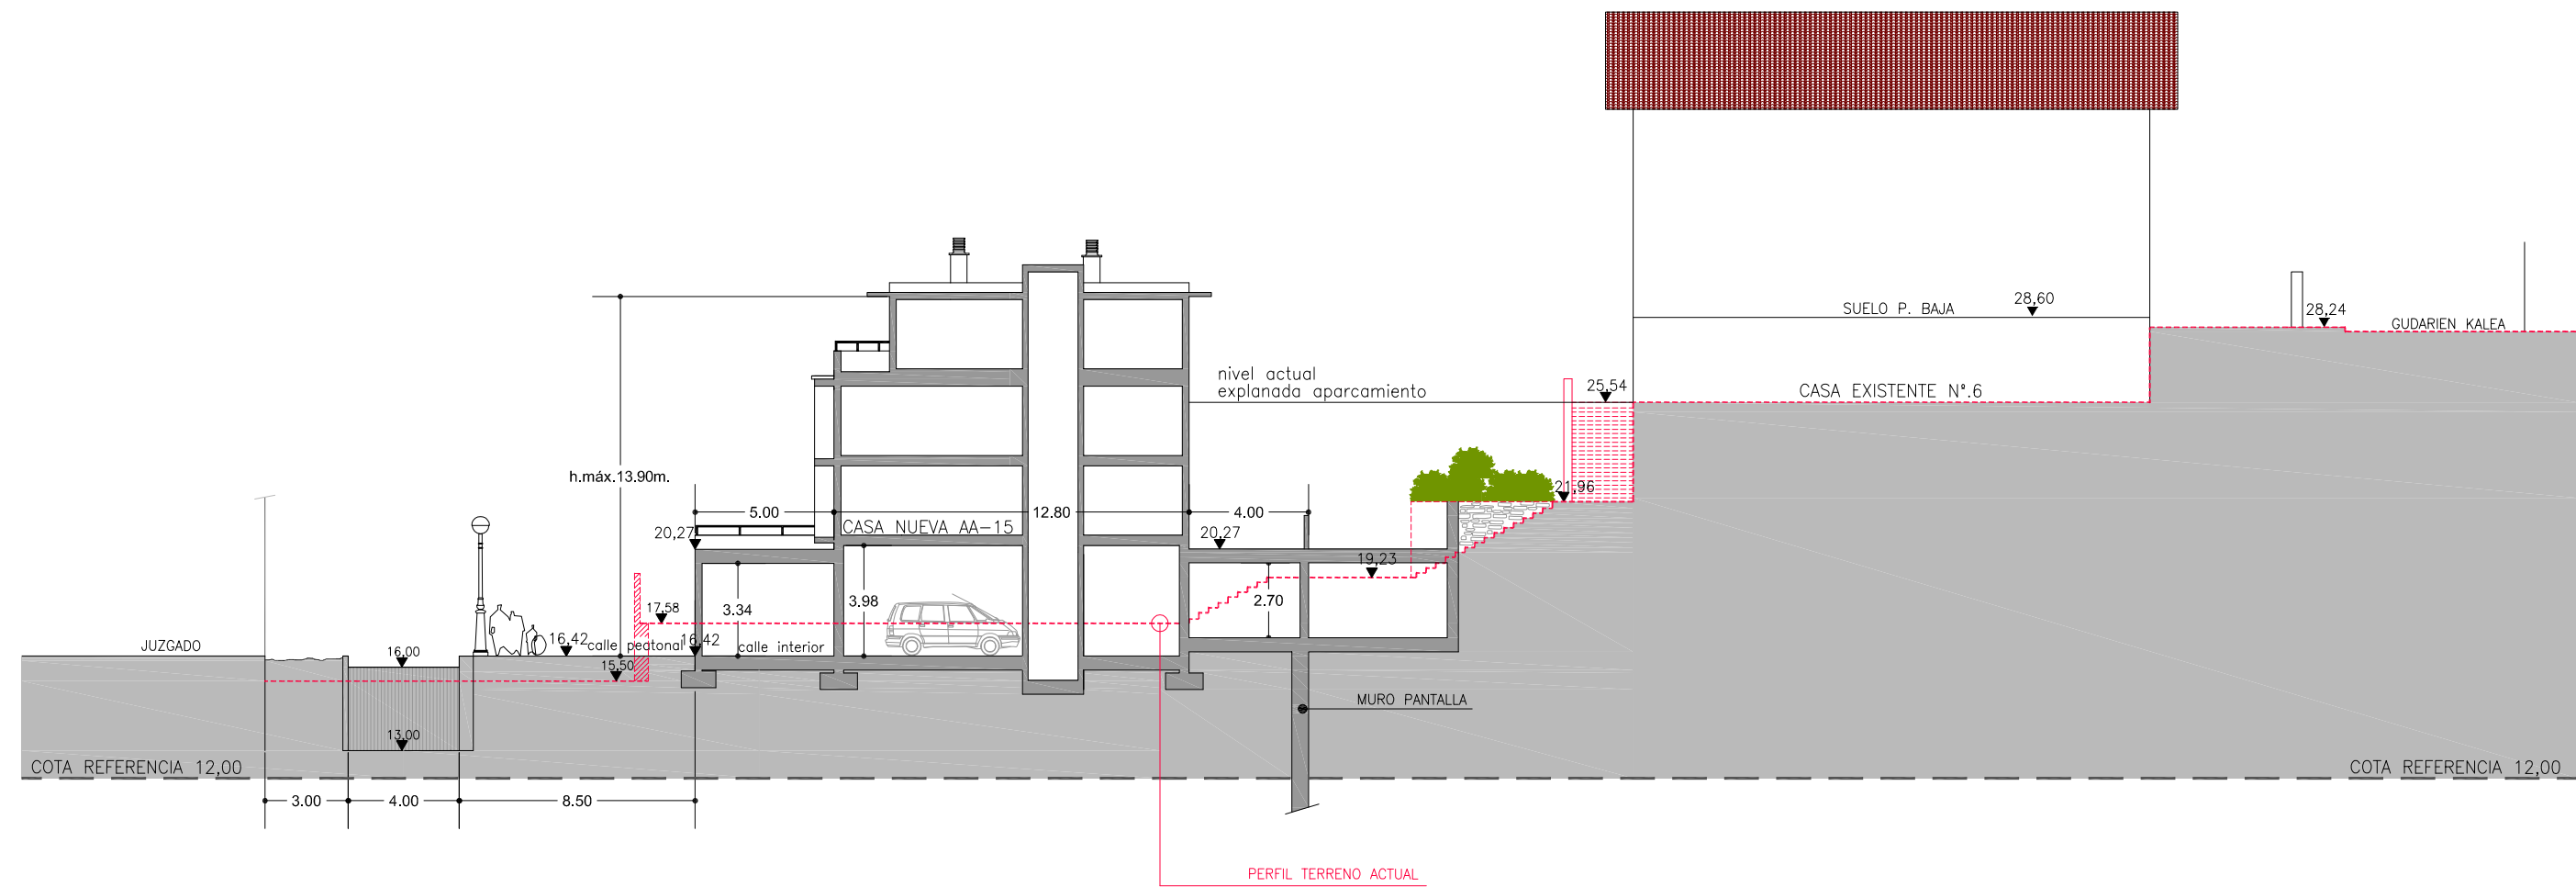 28,60
SUELO P. BAJA
28,24
GUDARIEN KALEA
nivel actual
explanada aparcamiento
25,54
CASA EXISTENTE Nº.6
h.máx.13.90m.
21,96
5.00
12.80
4.00
CASA NUEVA AA-15
20,27
20,27
19,23
17,58
3.34
3.98
2.70
JUZGADO
16,00
16,42
calle peatonal
16,42
calle interior
15,50
MURO PANTALLA
13,00
COTA REFERENCIA 12,00
COTA REFERENCIA 12,00
3.00
4.00
8.50
PERFIL TERRENO ACTUAL